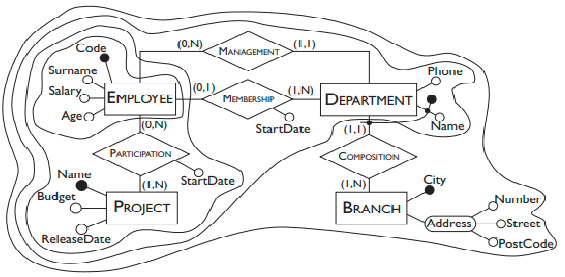 Code
(0,N)
MANAGEMENT
(1,1)
Surname
Salary
Age
EMPLOYEE
(0,1)
MEMBERSHIP
(1,N)
DEPARTMENT
Phone
Name
StartDate
(0,N)
(1,1)
PARTICIPATION
StartDate
COMPOSITION
Name
(1,N)
(1,N)
City
Budget
PROJECT
BRANCH
Address
Number
Street
PostCode
ReleaseDate